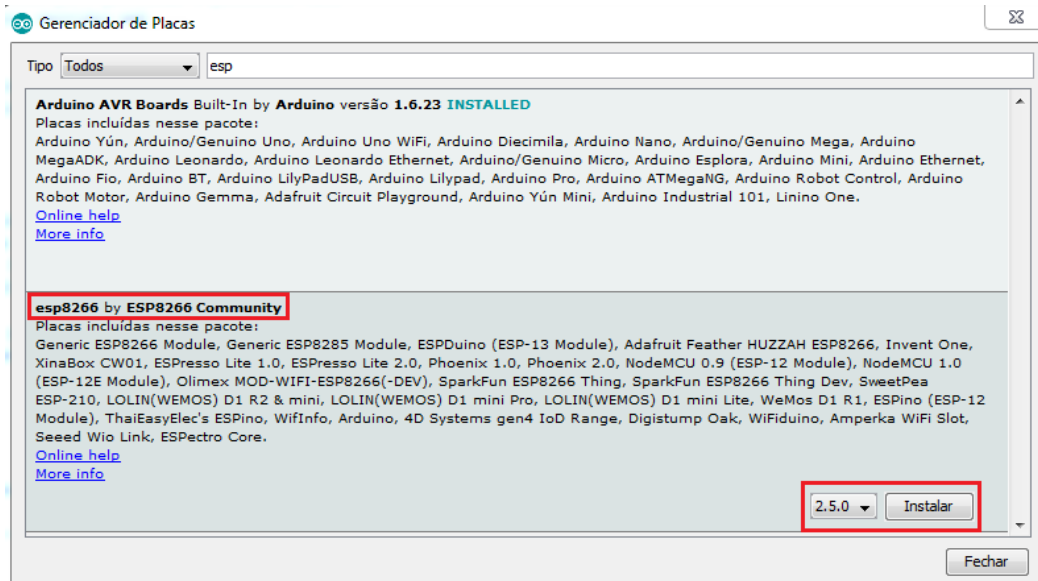 Gerenciador de Placas
Tipo Todos esp
Arduino AVR Boards Built-In by Arduino versão 1.6.23 INSTALLED
Placas incluídas nesse pacote:
Arduino Yún, Arduino/Genuino Uno, Arduino Uno WiFi, Arduino Diecimila, Arduino Nano, Arduino/Genuino Mega, Arduino
MegaADK, Arduino Leonardo, Arduino Leonardo Ethernet, Arduino/Genuino Micro, Arduino Esplora, Arduino Mini, Arduino Ethernet,
Arduino Fio, Arduino BT, Arduino LilyPadUSB, Arduino Lilypad, Arduino Pro, Arduino ATMegaNG, Arduino Robot Control, Arduino
Robot Motor, Arduino Gemma, Adafruit Circuit Playground, Arduino Yún Mini, Arduino Industrial 101, Linino One.
Online help
More info
esp8266 by ESP8266 Community
Placas incluídas nesse pacote:
Generic ESP8266 Module, Generic ESP8285 Module, ESPDuino (ESP-13 Module), Adafruit Feather HUZZAH ESP8266, Invent One,
XinaBox CW01, ESPresso Lite 1.0, ESPresso Lite 2.0, Phoenix 1.0, Phoenix 2.0, NodeMCU 0.9 (ESP-12 Module), NodeMCU 1.0
(ESP-12E Module), Olimex MOD-WIFI-ESP8266(-DEV), SparkFun ESP8266 Thing, SparkFun ESP8266 Thing Dev, SweetPea
ESP-210, LOLIN(WEMOS) D1 R2 & mini, LOLIN(WEMOS) D1 mini Pro, LOLIN(WEMOS) D1 mini Lite, WeMos D1 R1, ESPino (ESP-12
Module), ThaiEasyElec's ESPino, WifInfo, Arduino, 4D Systems gen4 IoD Range, Digistump Oak, WiFiduino, Amperka WiFi Slot,
Seeed Wio Link, ESPectro Core.
Online help
More info
2.5.0 Instalar
Fechar